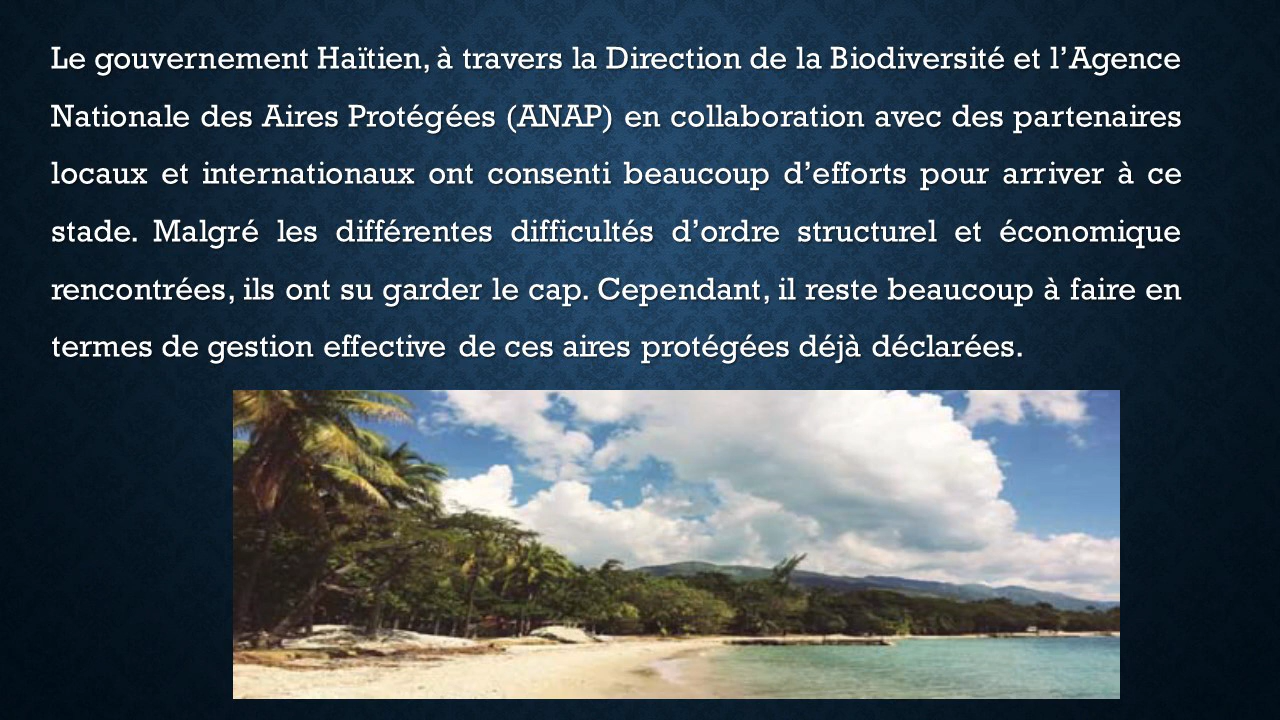 Le gouvernement Haïtien, à travers la Direction de la Biodiversité et l’Agence
Nationale des Aires Protégées (ANAP) en collaboration avec des partenaires
locaux et internationaux ont consenti beaucoup d’efforts pour arriver à ce
stade. Malgré les différentes difficultés d’ordre structurel et économique
rencontrées, ils ont su garder le cap. Cependant, il reste beaucoup à faire en
termes de gestion effective de ces aires protégées déjà déclarées.